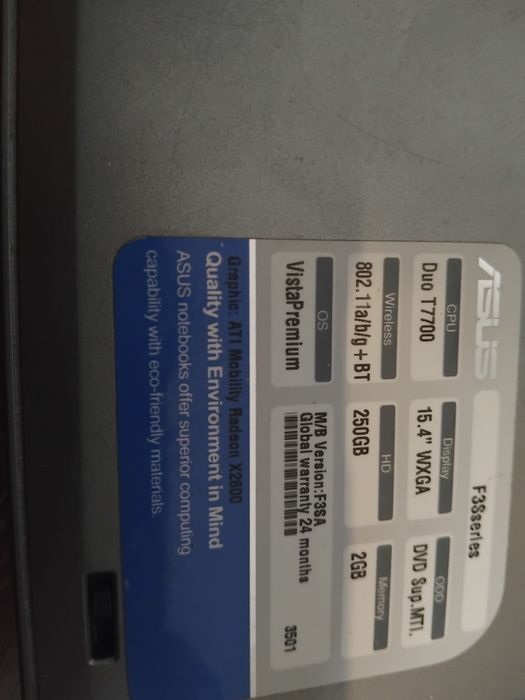 ASUS
F3Sseries
CPU
Duo T7700
Display
15.4" WXGA
ODD
DVD Sup.MTI.
Wireless
802.11a/b/g+BT
HD
250GB
Memory
2GB
OS
VistaPremium
M/B Version:F3SA
Global warranty 24 months
3501
Graphic: ATI Mobility Radeon X2600
Quality with Environment in Mind
ASUS notebooks offer superior computing
capability with eco-friendly materials.